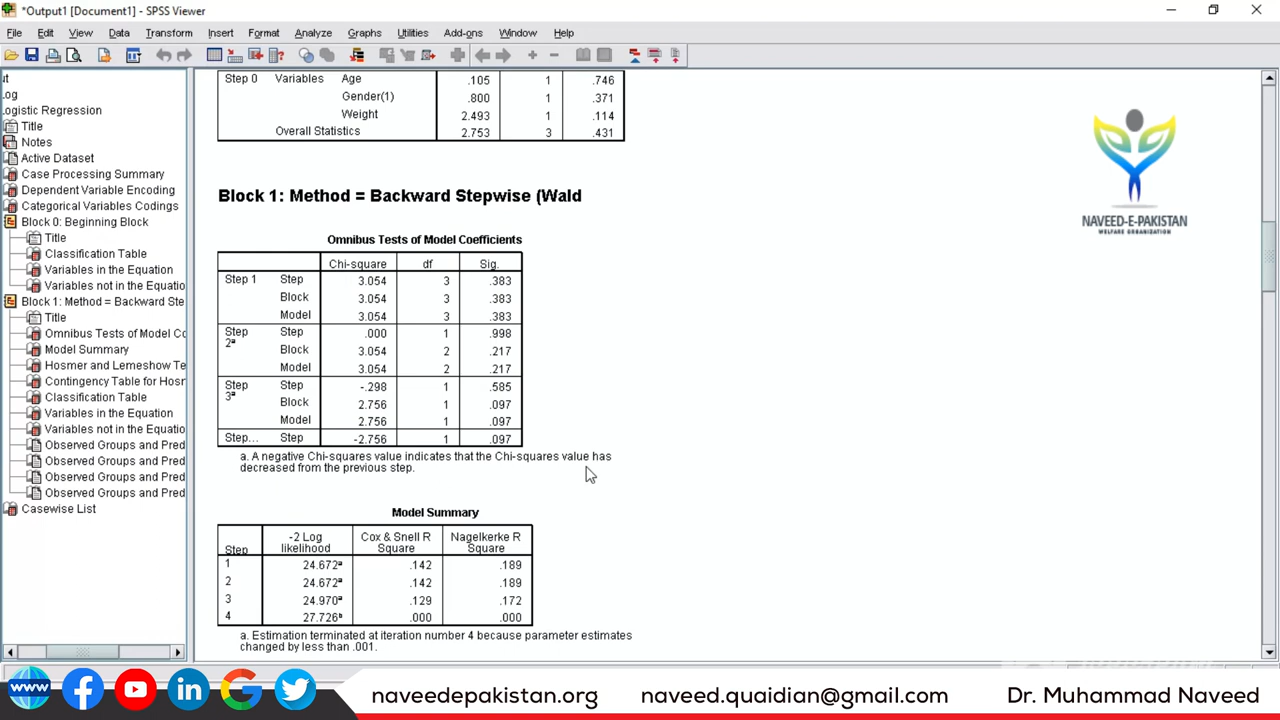 *Output1 [Document1] - SPSS Viewer
File Edit View Data Transform Insert Format Analyze Graphs Utilities Add-ons Window Help
ut
og
ogistic Regression
Title
Notes
Active Dataset
Case Processing Summary
Dependent Variable Encoding
Categorical Variables Codings
Block 0: Beginning Block
Title
Classification Table
Variables in the Equation
Variables not in the Equatio
Block 1: Method = Backward Ste
Title
Omnibus Tests of Model Co
Model Summary
Hosmer and Lemeshow Te
Contingency Table for Hosr
Classification Table
Variables in the Equation
Variables not in the Equatio
Observed Groups and Pred
Observed Groups and Pred
Observed Groups and Pred
Observed Groups and Pred
Casewise List
Step 0 Variables Age .105 1 .746
Gender(1) .800 1 .371
Weight 2.493 1 .114
Overall Statistics 2.753 3 .431
Block 1: Method = Backward Stepwise (Wald
Omnibus Tests of Model Coefficients
Chi-square df Sig.
Step 1 Step 3.054 3 .383
Block 3.054 3 .383
Model 3.054 3 .383
Step 2ª Step .000 1 .998
Block 3.054 2 .217
Model 3.054 2 .217
Step 3ª Step -.298 1 .585
Block 2.756 1 .097
Model 2.756 1 .097
Step... Step -2.756 1 .097
a. A negative Chi-squares value indicates that the Chi-squares value has
decreased from the previous step.
Model Summary
Step -2 Log likelihood Cox & Snell R Square Nagelkerke R Square
1 24.672ª .142 .189
2 24.672ª .142 .189
3 24.970ª .129 .172
4 27.726ᵇ .000 .000
a. Estimation terminated at iteration number 4 because parameter estimates
changed by less than .001.
NAVEED-E-PAKISTAN
WELFARE ORGANIZATION
www
naveedepakistan.org naveed.quaidian@gmail.com Dr. Muhammad Naveed